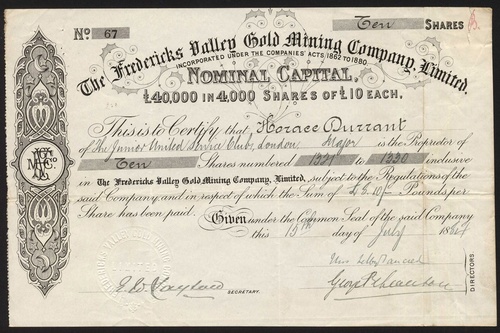 No. 67 Ten SHARES
The Fredericks Valley Gold Mining Company, Limited.
INCORPORATED UNDER THE COMPANIES' ACTS, 1862 TO 1880.
NOMINAL CAPITAL,
£40,000 IN 4,000 SHARES OF £10 EACH.
This is to Certify that Horace Durrant
of The Junior United Service Club, London Major is the Proprietor of
Ten Shares numbered 1321 to 1330 inclusive
in The Fredericks Valley Gold Mining Company, Limited, subject to the Regulations of the
said Company and in respect of which the Sum of Pounds per
Share has been paid. Given under the Common Seal of the said Company
this 15th day of July
SECRETARY.
DIRECTORS.